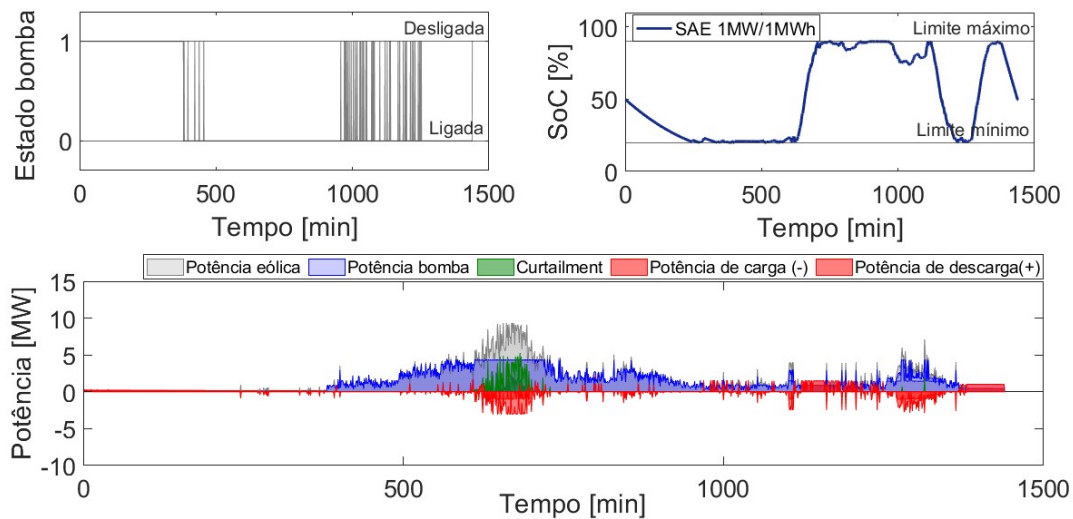 Estado bomba
1
0
Desligada
Ligada
0
500
1000
1500
Tempo [min]
SoC [%]
100
50
0
SAE 1MW/1MWh
Limite máximo
Limite mínimo
0
500
1000
1500
Tempo [min]
Potência eólica
Potência bomba
Curtailment
Potência de carga (-)
Potência de descarga(+)
Potência [MW]
15
10
5
0
-5
-10
0
500
1000
1500
Tempo [min]